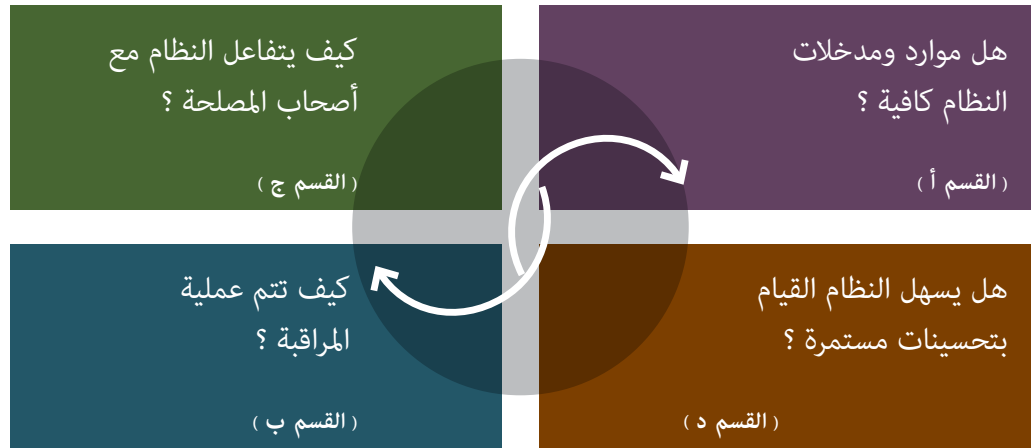 هل موارد ومدخلات
النظام كافية ؟
( القسم أ )
كيف يتفاعل النظام مع
أصحاب المصلحة ؟
( القسم ج )
هل يسهل النظام القيام
بتحسينات مستمرة ؟
( القسم د )
كيف تتم عملية
المراقبة ؟
( القسم ب )